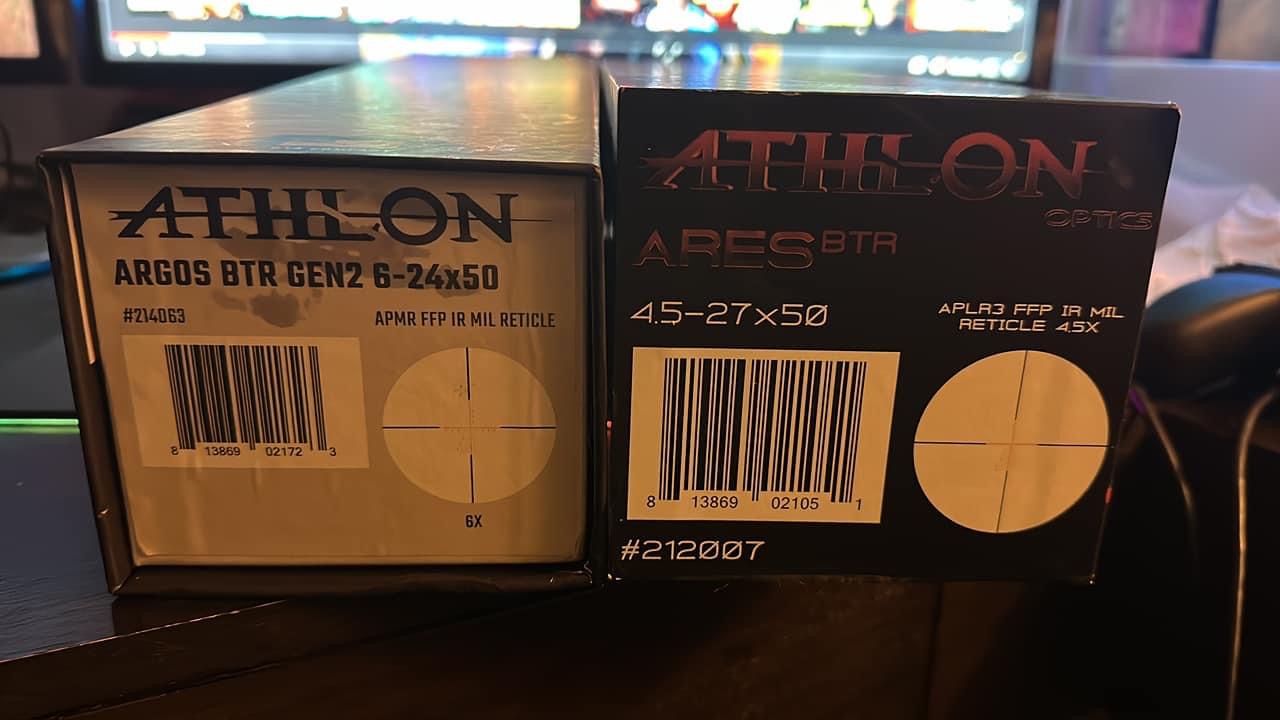 ATHLON
ARGOS BTR GEN2 6-24x50
#214063
APMR FFP IR MIL RETICLE
8 13869 02172 3
6X
ATHLON
OPTICS
ARES BTR
4.5-27x50
APLR3 FFP IR MIL
RETICLE 4.5X
8 13869 02105 1
#212007